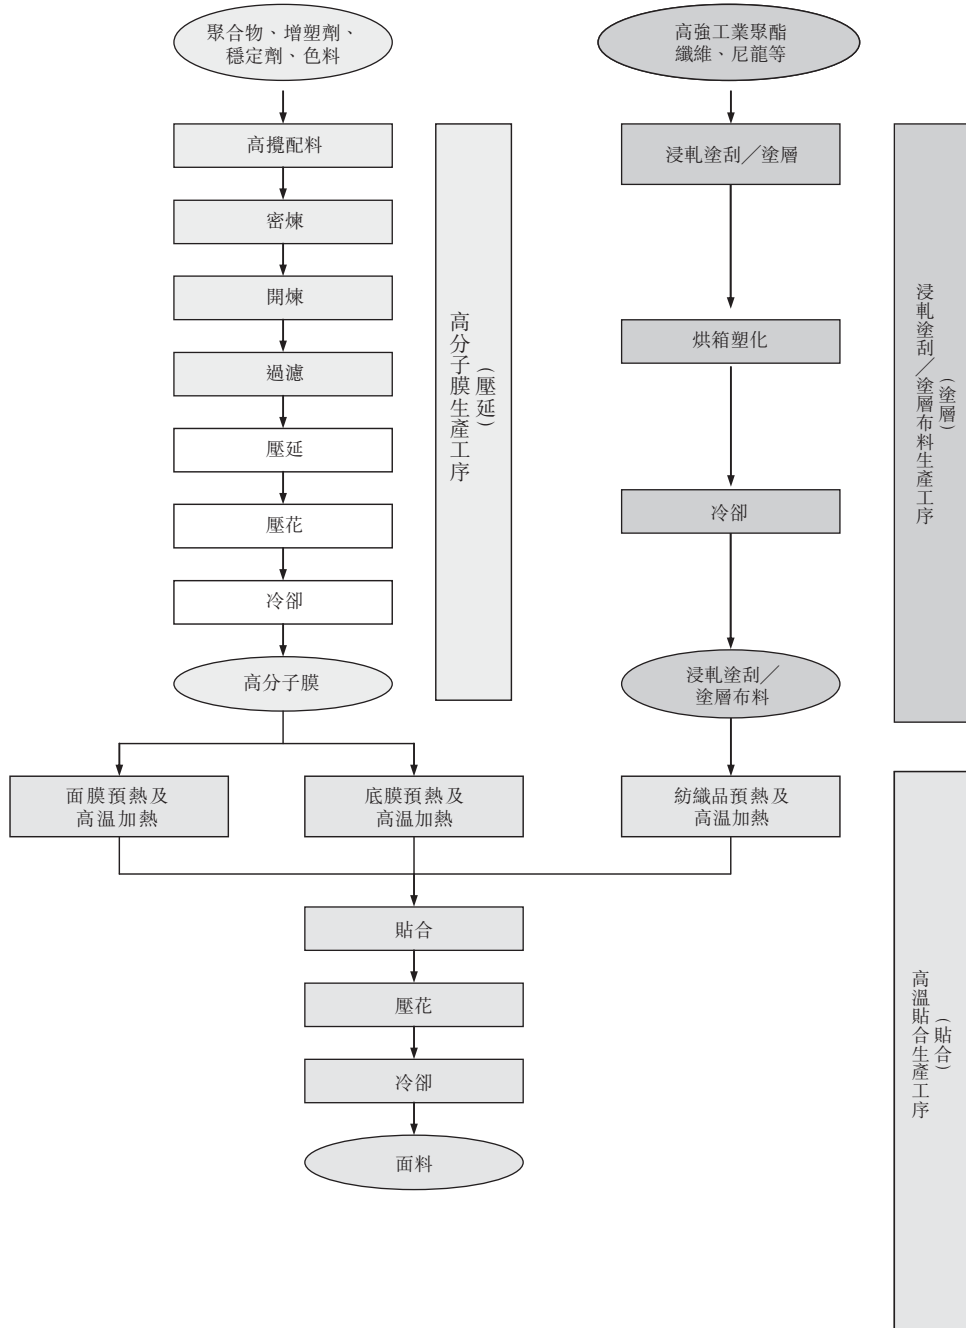 聚合物、增塑劑、
穩定劑、色料
高攪配料
密煉
開煉
過濾
壓延
壓花
冷卻
高分子膜
高分子膜生產工序
(壓延)
高強工業聚酯
纖維、尼龍等
浸軋塗刮／塗層
烘箱塑化
冷卻
浸軋塗刮／
塗層布料
浸軋塗刮／塗層布料生產工序
(塗層)
面膜預熱及
高温加熱
底膜預熱及
高温加熱
紡織品預熱及
高温加熱
貼合
壓花
冷卻
面料
高溫貼合生產工序
(貼合)